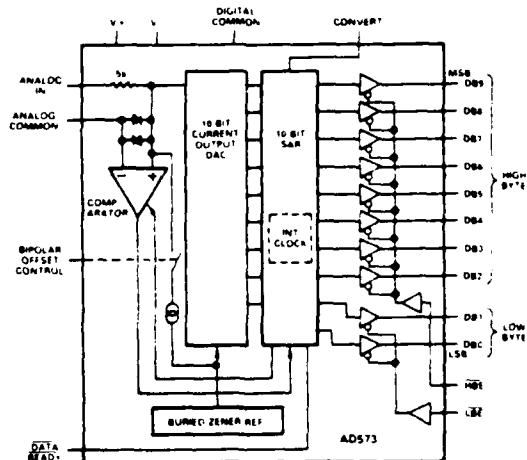 DIGITAL
COMMON
V+
V
CONVERT
ANALOG
IN
5k
ANALOG
COMMON
10-BIT
CURRENT
OUTPUT
DAC
10-BIT
SAR
INT
CLOCK
COMP
ARATOR
BIPOLAR
OFFSET
CONTROL
MSB
DB9
DB8
DB7
DB6
DB5
DB4
DB3
DB2
HIGH
BYTE
DB1
DB0
LSB
LOW
BYTE
HBE
LBE
BURIED ZENER REF
AD573
DATA
READY